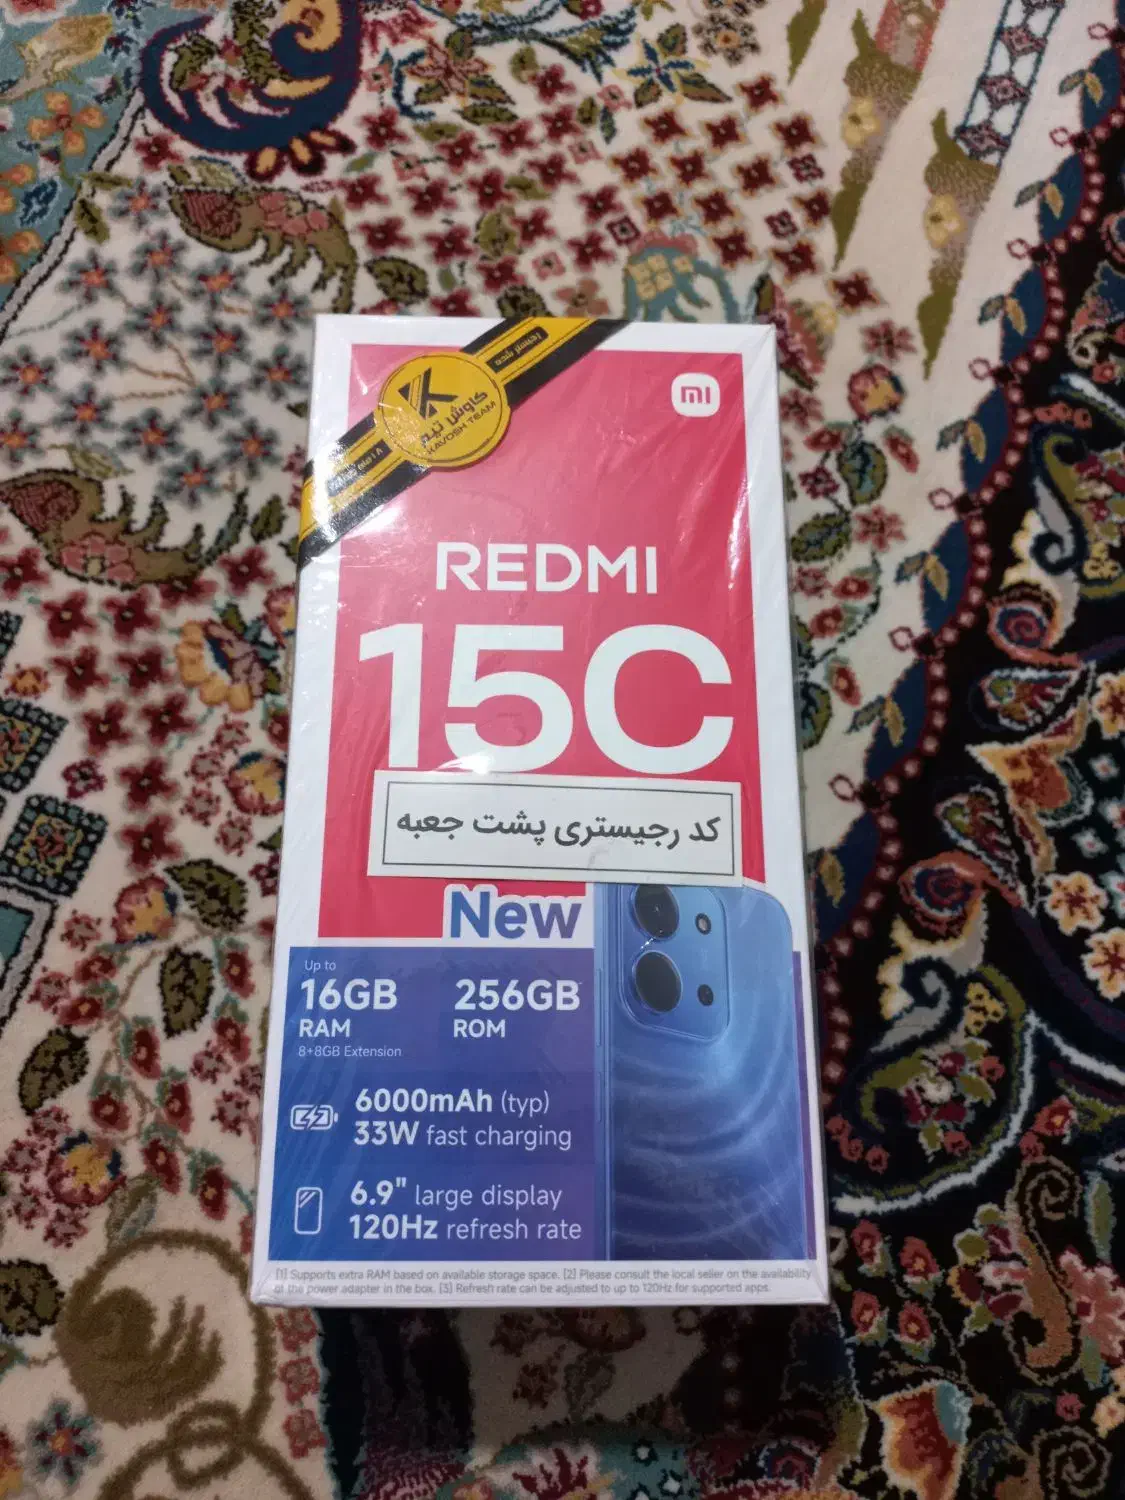 رجیستر شده
K
کاوش تیم
KAVOSH TEAM
mi
REDMI
15C
کد رجیستری پشت جعبه
New
Up to
16GB
RAM
8+8GB Extension
256GB
ROM
6000mAh (typ)
33W fast charging
6.9" large display
120Hz refresh rate
[1] Supports extra RAM based on available storage space. [2] Please consult the local seller on the availability
of the power adapter in the box. [3] Refresh rate can be adjusted to up to 120Hz for supported apps.